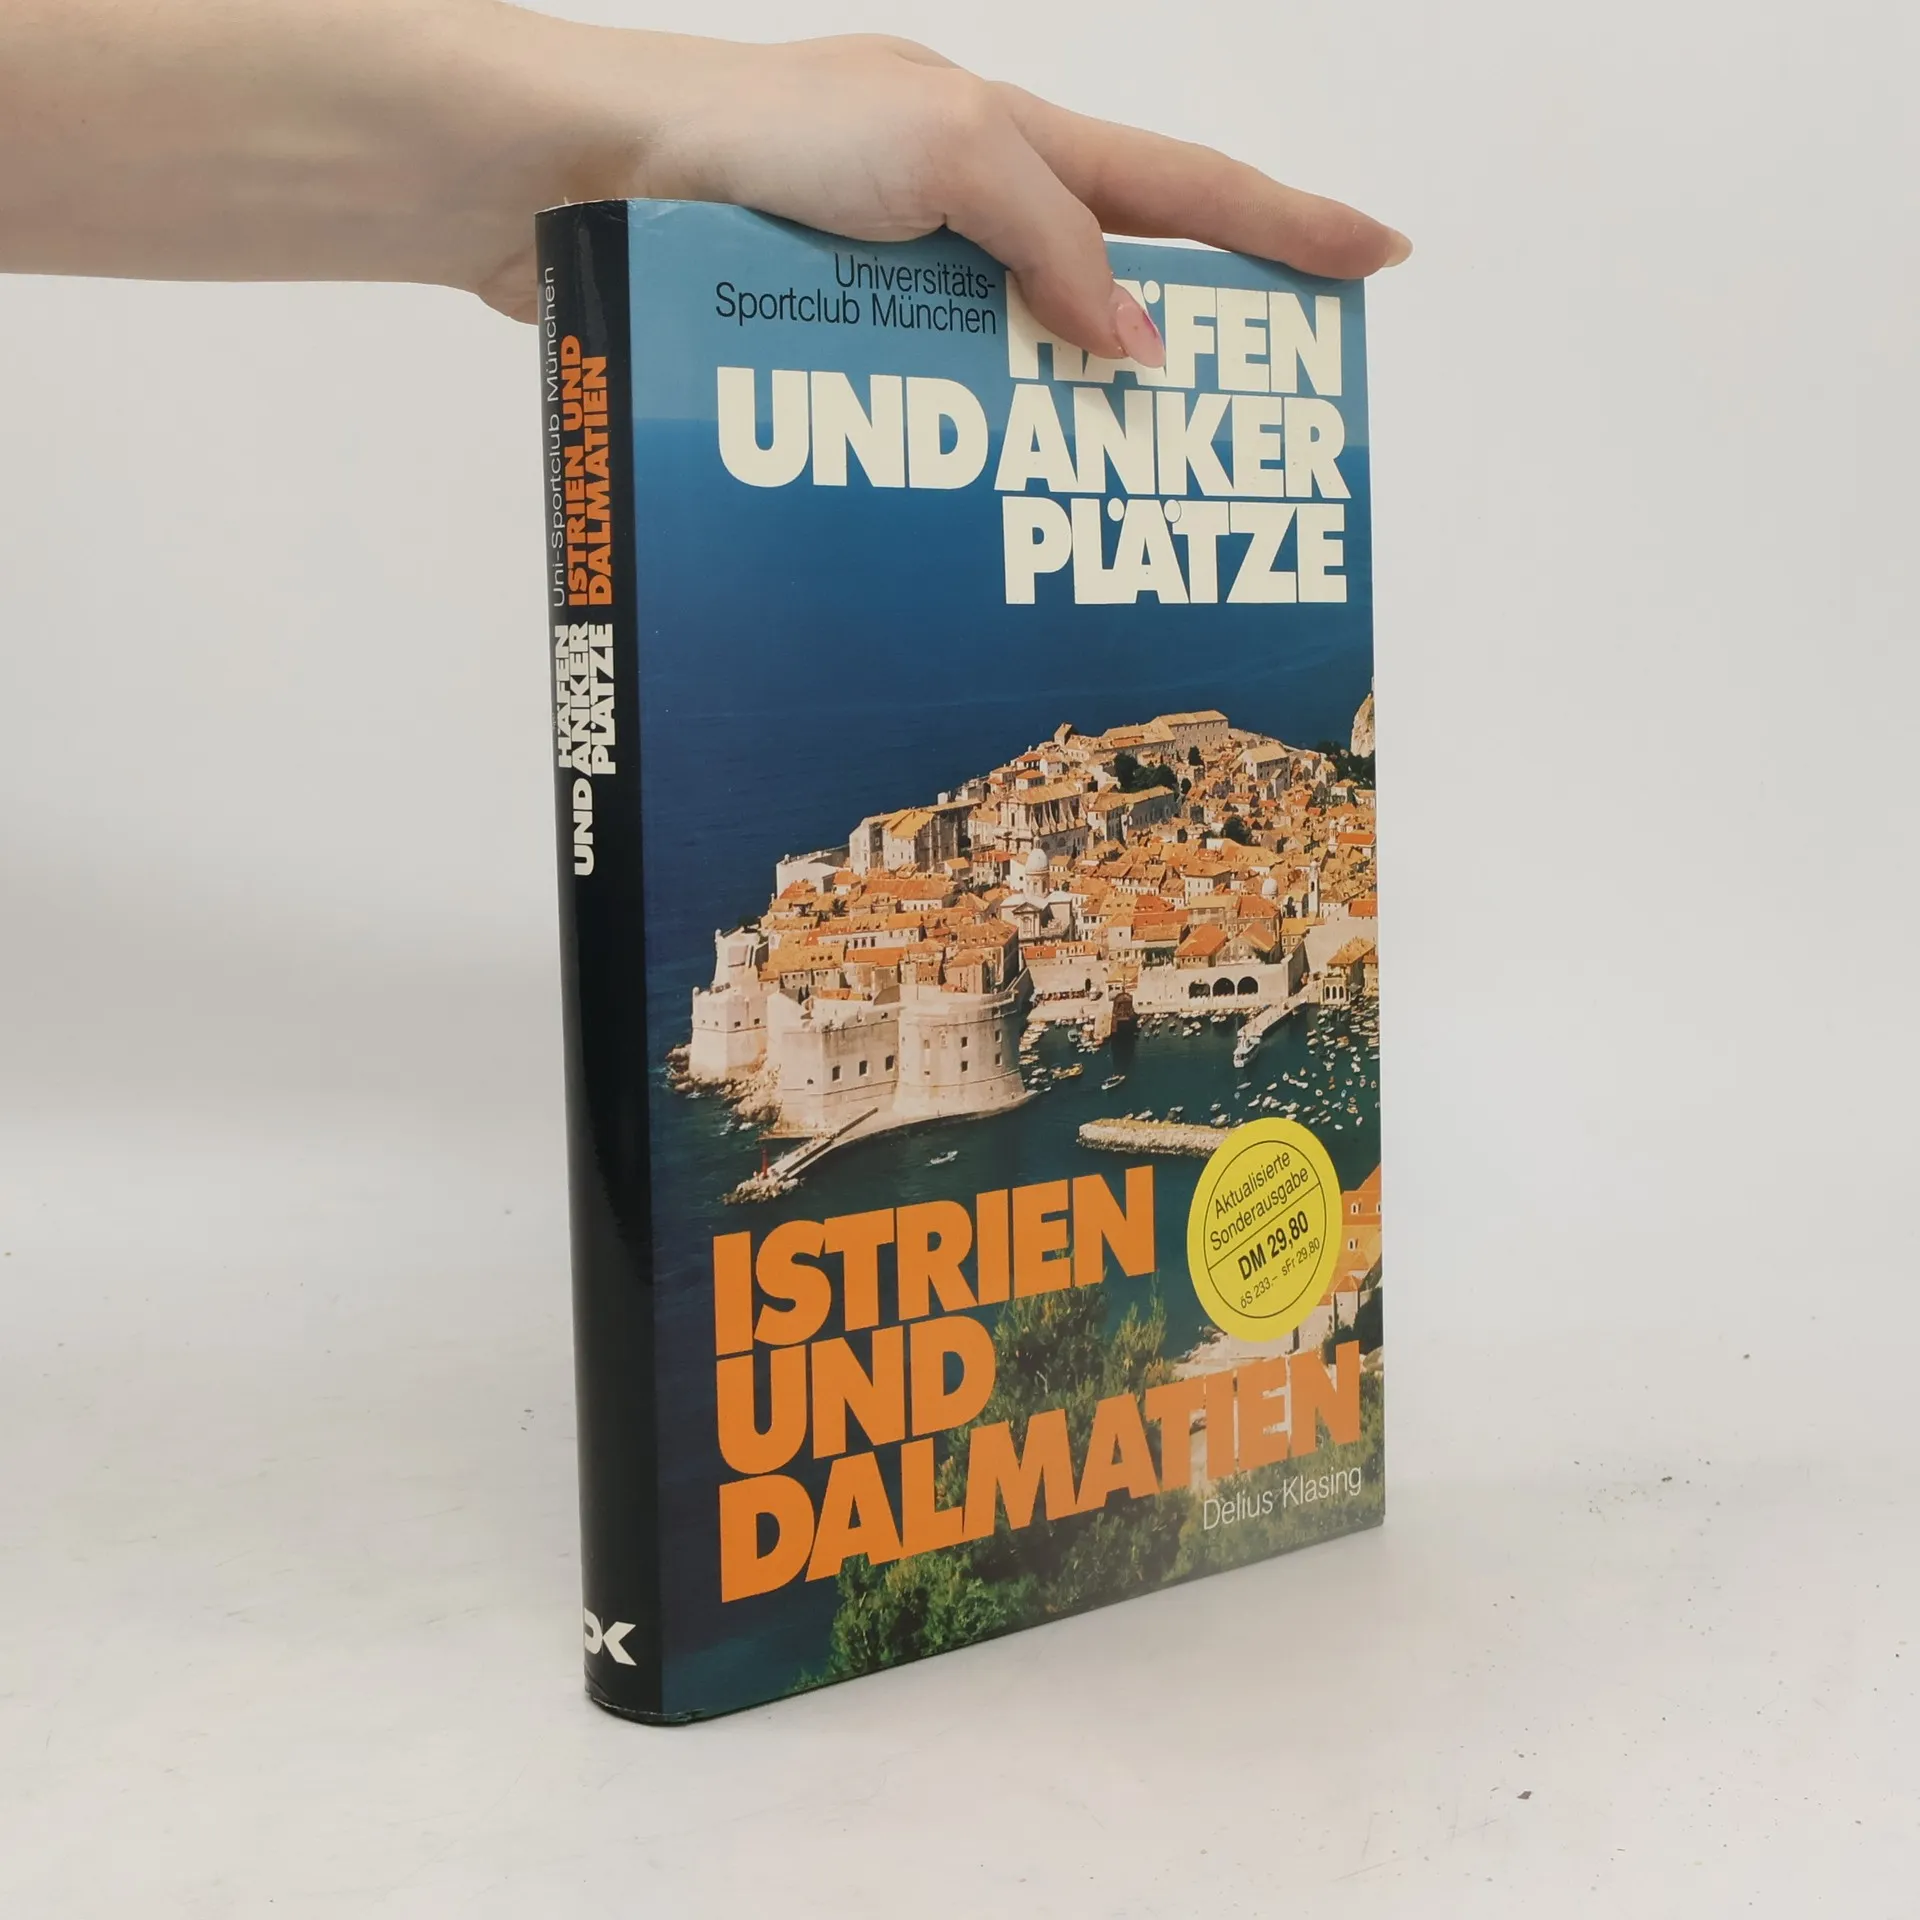 Universitäts-
Sportclub München
HÄFEN
UND ANKER
PLÄTZE
ISTRIEN
UND
DALMATIEN
Aktualisierte
Sonderausgabe
DM 29,80
öS 233.– sFr 29,80
Delius Klasing
Uni-Sportclub München
ISTRIEN UND
DALMATIEN
HÄFEN
UND ANKER
PLÄTZE
DK